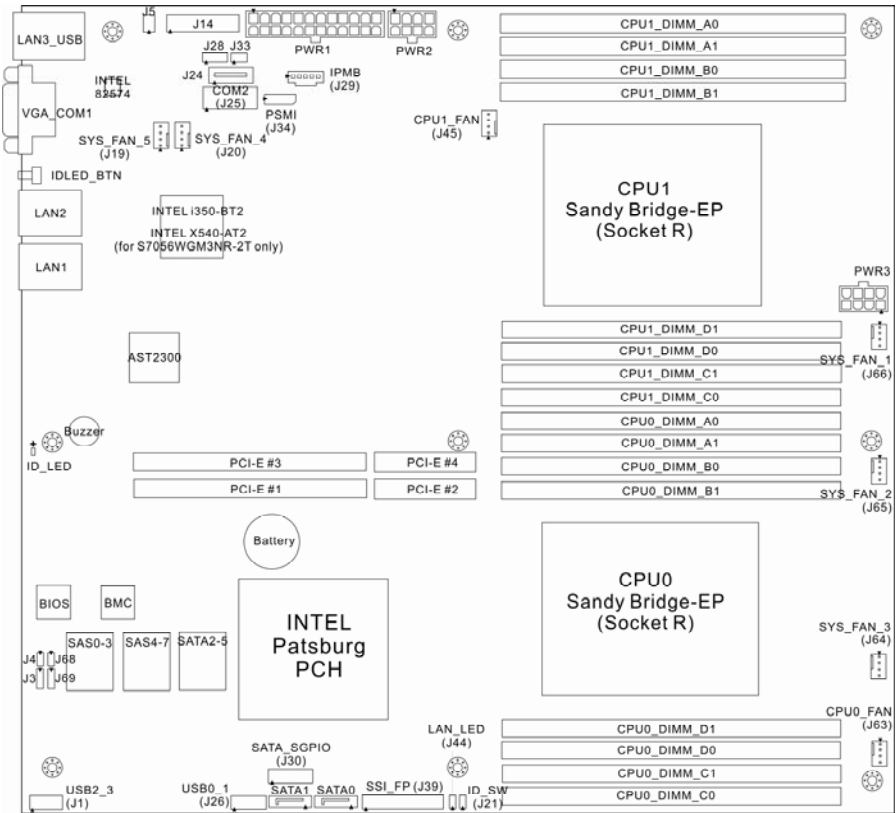 J5
J14
LAN3_USB
PWR1
PWR2
CPU1_DIMM_A0
CPU1_DIMM_A1
CPU1_DIMM_B0
CPU1_DIMM_B1
J28
J33
J24
IPMB
(J29)
INTEL
82574
COM2
(J25)
PSMI
(J34)
VGA_COM1
CPU1_FAN
(J45)
SYS_FAN_5
(J19)
SYS_FAN_4
(J20)
IDLED_BTN
CPU1
Sandy Bridge-EP
(Socket R)
LAN2
INTEL i350-BT2
INTEL X540-AT2
(for S7056WGM3NR-2T only)
LAN1
PWR3
CPU1_DIMM_D1
CPU1_DIMM_D0
CPU1_DIMM_C1
CPU1_DIMM_C0
CPU0_DIMM_A0
CPU0_DIMM_A1
CPU0_DIMM_B0
CPU0_DIMM_B1
SYS_FAN_1
(J66)
AST2300
Buzzer
ID_LED
PCI-E #3
PCI-E #4
PCI-E #1
PCI-E #2
SYS_FAN_2
(J65)
Battery
CPU0
Sandy Bridge-EP
(Socket R)
BIOS
BMC
INTEL
Patsburg
PCH
SYS_FAN_3
(J64)
SAS0-3
SAS4-7
SATA2-5
J4
J68
J3
J69
CPU0_FAN
(J63)
LAN_LED
(J44)
CPU0_DIMM_D1
CPU0_DIMM_D0
CPU0_DIMM_C1
CPU0_DIMM_C0
SATA_SGPIO
(J30)
USB2_3
(J1)
USB0_1
(J26)
SATA1
SATA0
SSI_FP (J39)
ID_SW
(J21)